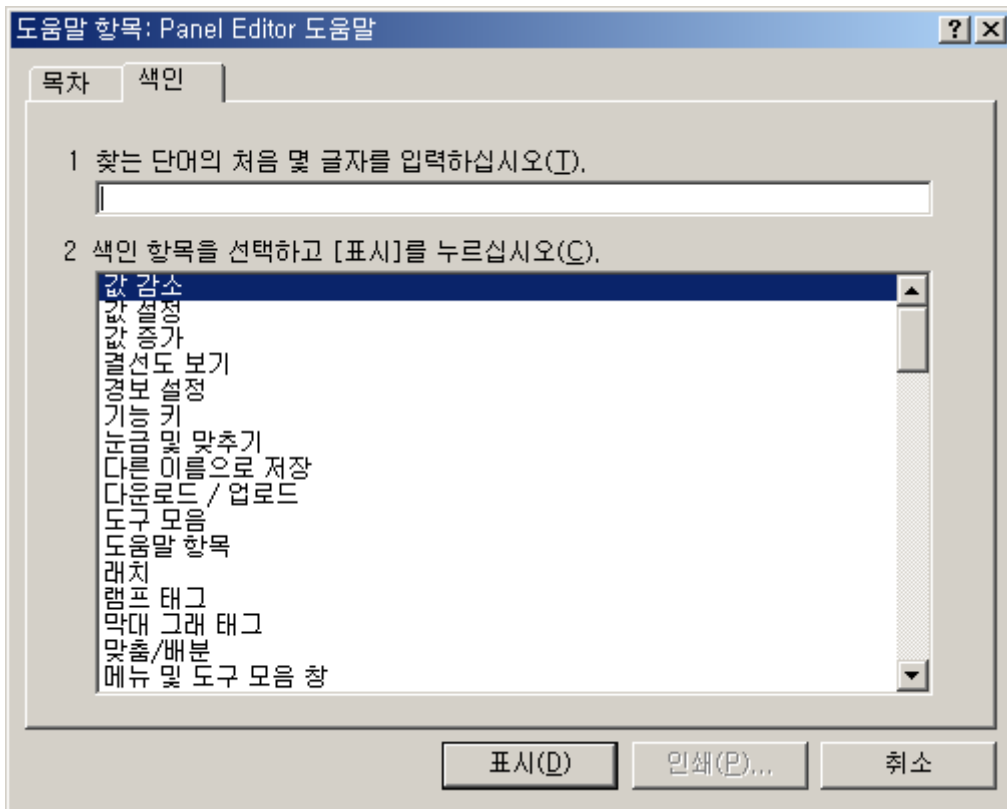 도움말 항목: Panel Editor 도움말
목차 색인
1 찾는 단어의 처음 몇 글자를 입력하십시오(T).
2 색인 항목을 선택하고 [표시]를 누르십시오(C).
값 감소
값 설정
값 증가
결선도 보기
경보 설정
기능 키
눈금 및 맞추기
다른 이름으로 저장
다운로드 / 업로드
도구 모음
도움말 항목
래치
램프 태그
막대 그래 태그
맞춤/배분
메뉴 및 도구 모음 창
표시(D) 인쇄(P)... 취소